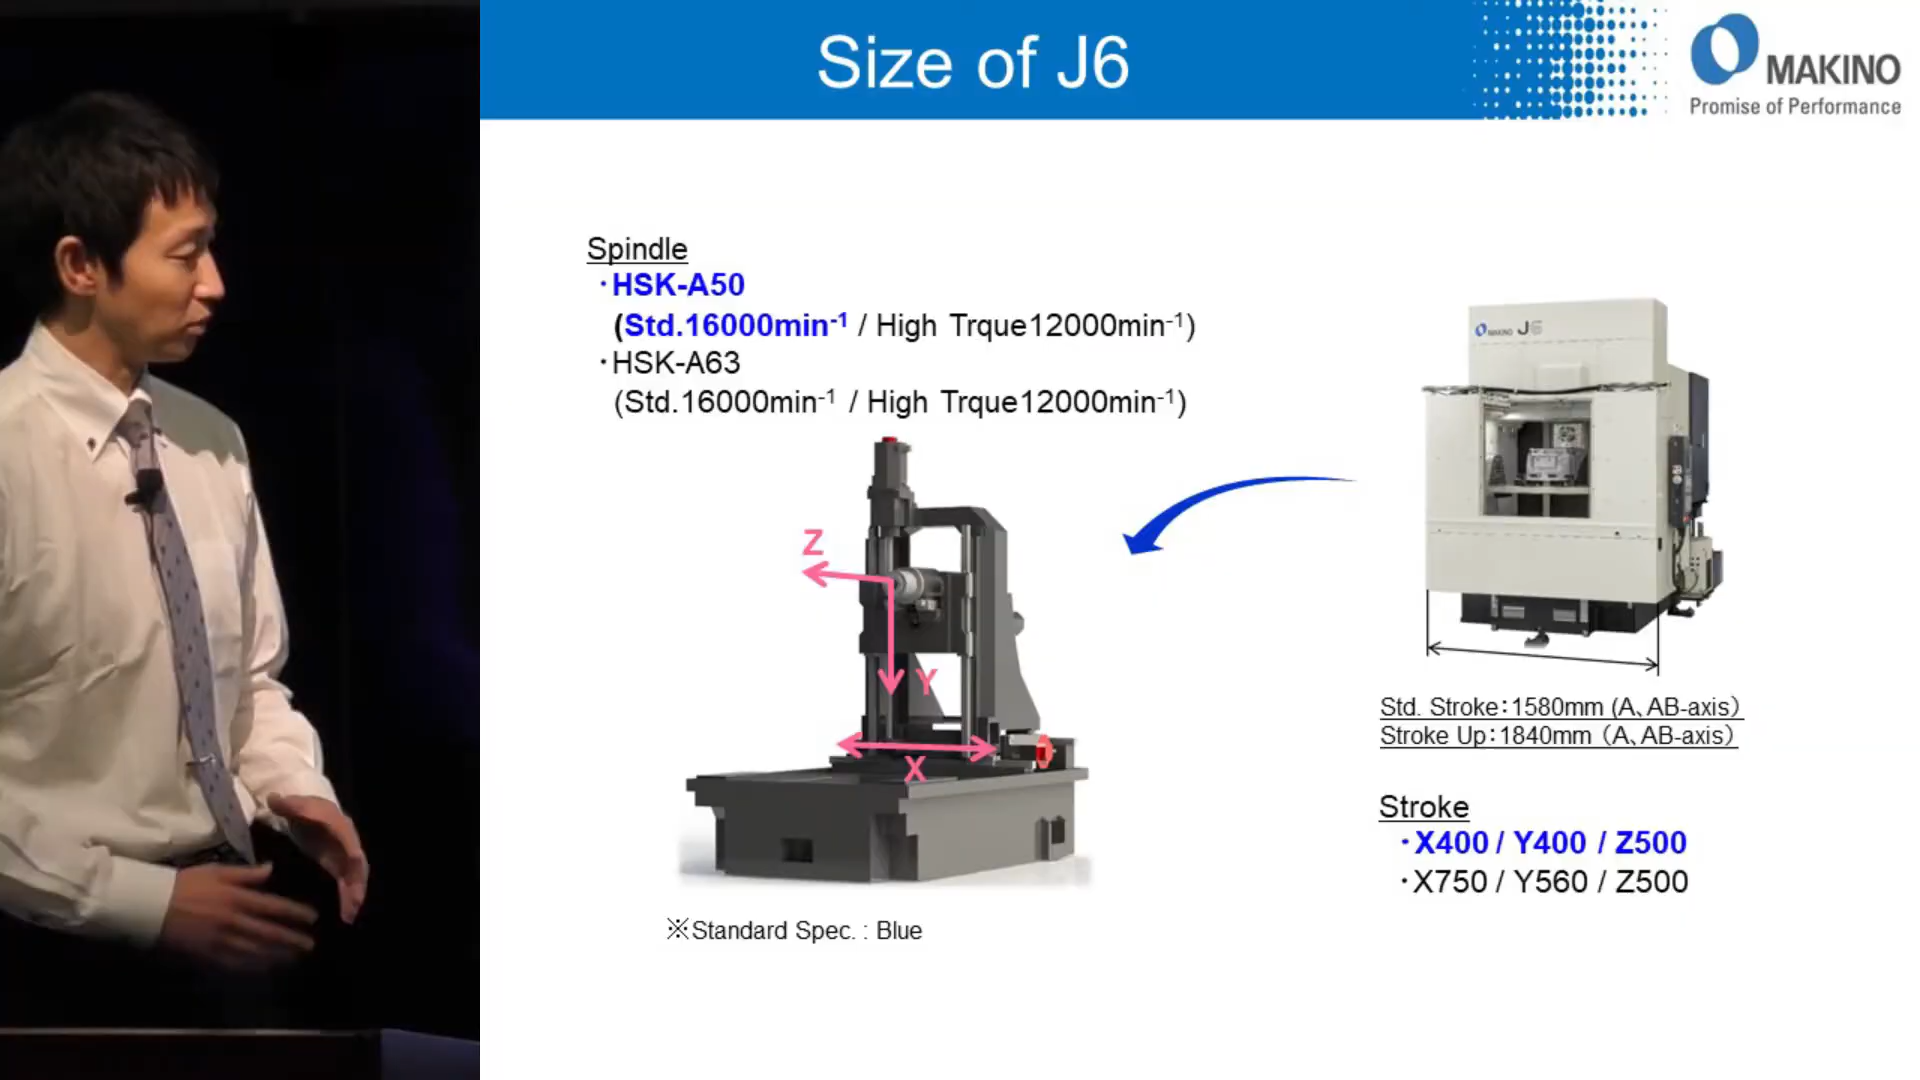 Size of J6
MAKINO
Promise of Performance
Spindle
・HSK-A50
(Std.16000min-1 / High Trque12000min-1)
・HSK-A63
(Std.16000min-1 / High Trque12000min-1)
Z
Y
X
※Standard Spec. : Blue
MAKINO J6
Std. Stroke：1580mm (A、AB-axis）
Stroke Up：1840mm（A、AB-axis）
Stroke
・X400 / Y400 / Z500
・X750 / Y560 / Z500